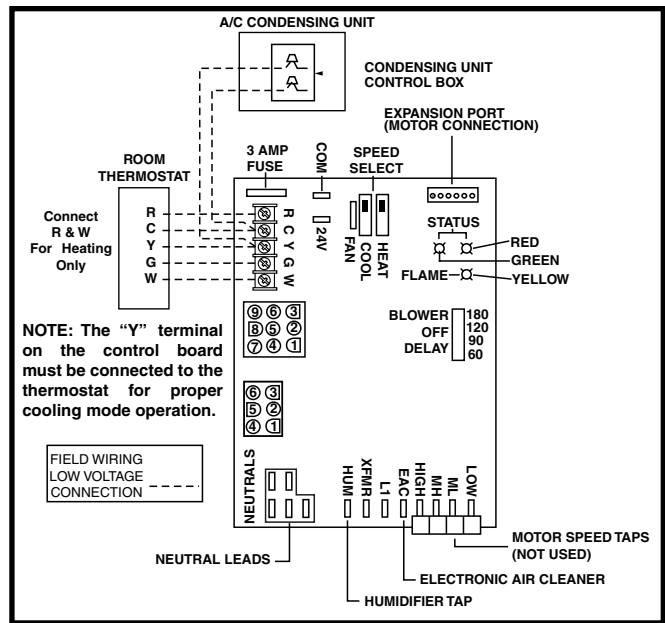 A/C CONDENSING UNIT
CONDENSING UNIT
CONTROL BOX
EXPANSION PORT
(MOTOR CONNECTION)
3 AMP
FUSE
COM
SPEED
SELECT
ROOM
THERMOSTAT
Connect
R & W
For Heating
Only
R
C
Y
G
W
R
C
Y
G
W
24V
FAN
COOL
HEAT
STATUS
RED
GREEN
FLAME
YELLOW
BLOWER
OFF
DELAY
180
120
90
60
9 6 3
8 5 2
7 4 1
NOTE: The “Y” terminal
on the control board
must be connected to the
thermostat for proper
cooling mode operation.
6 3
5 2
4 1
FIELD WIRING
LOW VOLTAGE
CONNECTION
NEUTRALS
HUM
XFMR
L1
EAC
HIGH
MH
ML
LOW
NEUTRAL LEADS
MOTOR SPEED TAPS
(NOT USED)
ELECTRONIC AIR CLEANER
HUMIDIFIER TAP